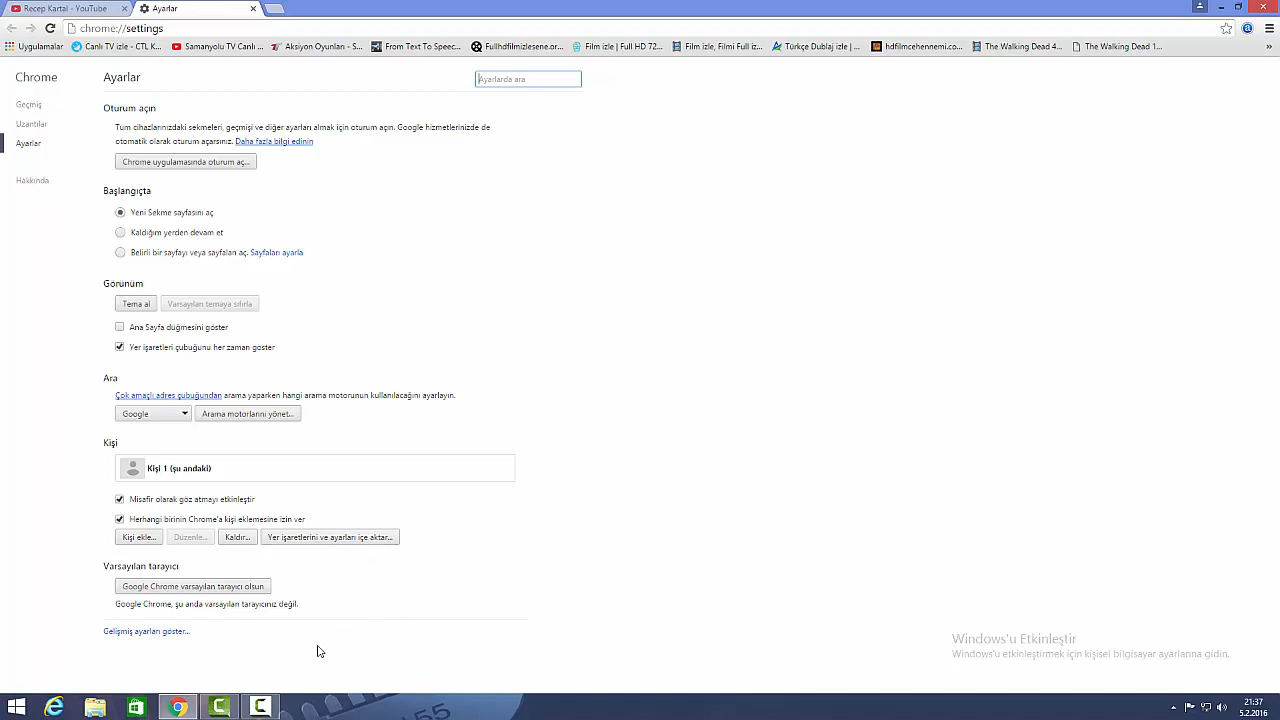 Recep Kartal - YouTube
Ayarlar
chrome://settings
Uygulamalar
Canlı TV izle - CTL K...
Samanyolu TV Canlı ...
Aksiyon Oyunları - S...
From Text To Speec...
Fullhdfilmizlesene.or...
Film izle | Full HD 72...
Film izle, Filmi Full iz...
Türkçe Dublaj izle | ...
hdfilmcehennemi.co...
The Walking Dead 4...
The Walking Dead 1...
»
Chrome
Ayarlar
Ayarlarda ara
Geçmiş
Uzantılar
Ayarlar
Hakkında
Oturum açın
Tüm cihazlarınızdaki sekmeleri, geçmişi ve diğer ayarları almak için oturum açın. Google hizmetlerinizde de
otomatik olarak oturum açarsınız. Daha fazla bilgi edinin
Chrome uygulamasında oturum aç...
Başlangıçta
Yeni Sekme sayfasını aç
Kaldığım yerden devam et
Belirli bir sayfayı veya sayfaları aç. Sayfaları ayarla
Görünüm
Tema al
Varsayılan temaya sıfırla
Ana Sayfa düğmesini göster
Yer işaretleri çubuğunu her zaman göster
Ara
Çok amaçlı adres çubuğundan arama yaparken hangi arama motorunun kullanılacağını ayarlayın.
Google
Arama motorlarını yönet...
Kişi
Kişi 1 (şu andaki)
Misafir olarak göz atmayı etkinleştir
Herhangi birinin Chrome'a kişi eklemesine izin ver
Kişi ekle...
Düzenle...
Kaldır...
Yer işaretlerini ve ayarları içe aktar...
Varsayılan tarayıcı
Google Chrome varsayılan tarayıcı olsun
Google Chrome, şu anda varsayılan tarayıcınız değil.
Gelişmiş ayarları göster...
Windows'u Etkinleştir
Windows'u etkinleştirmek için kişisel bilgisayar ayarlarına gidin.
55
21:37
5.2.2016